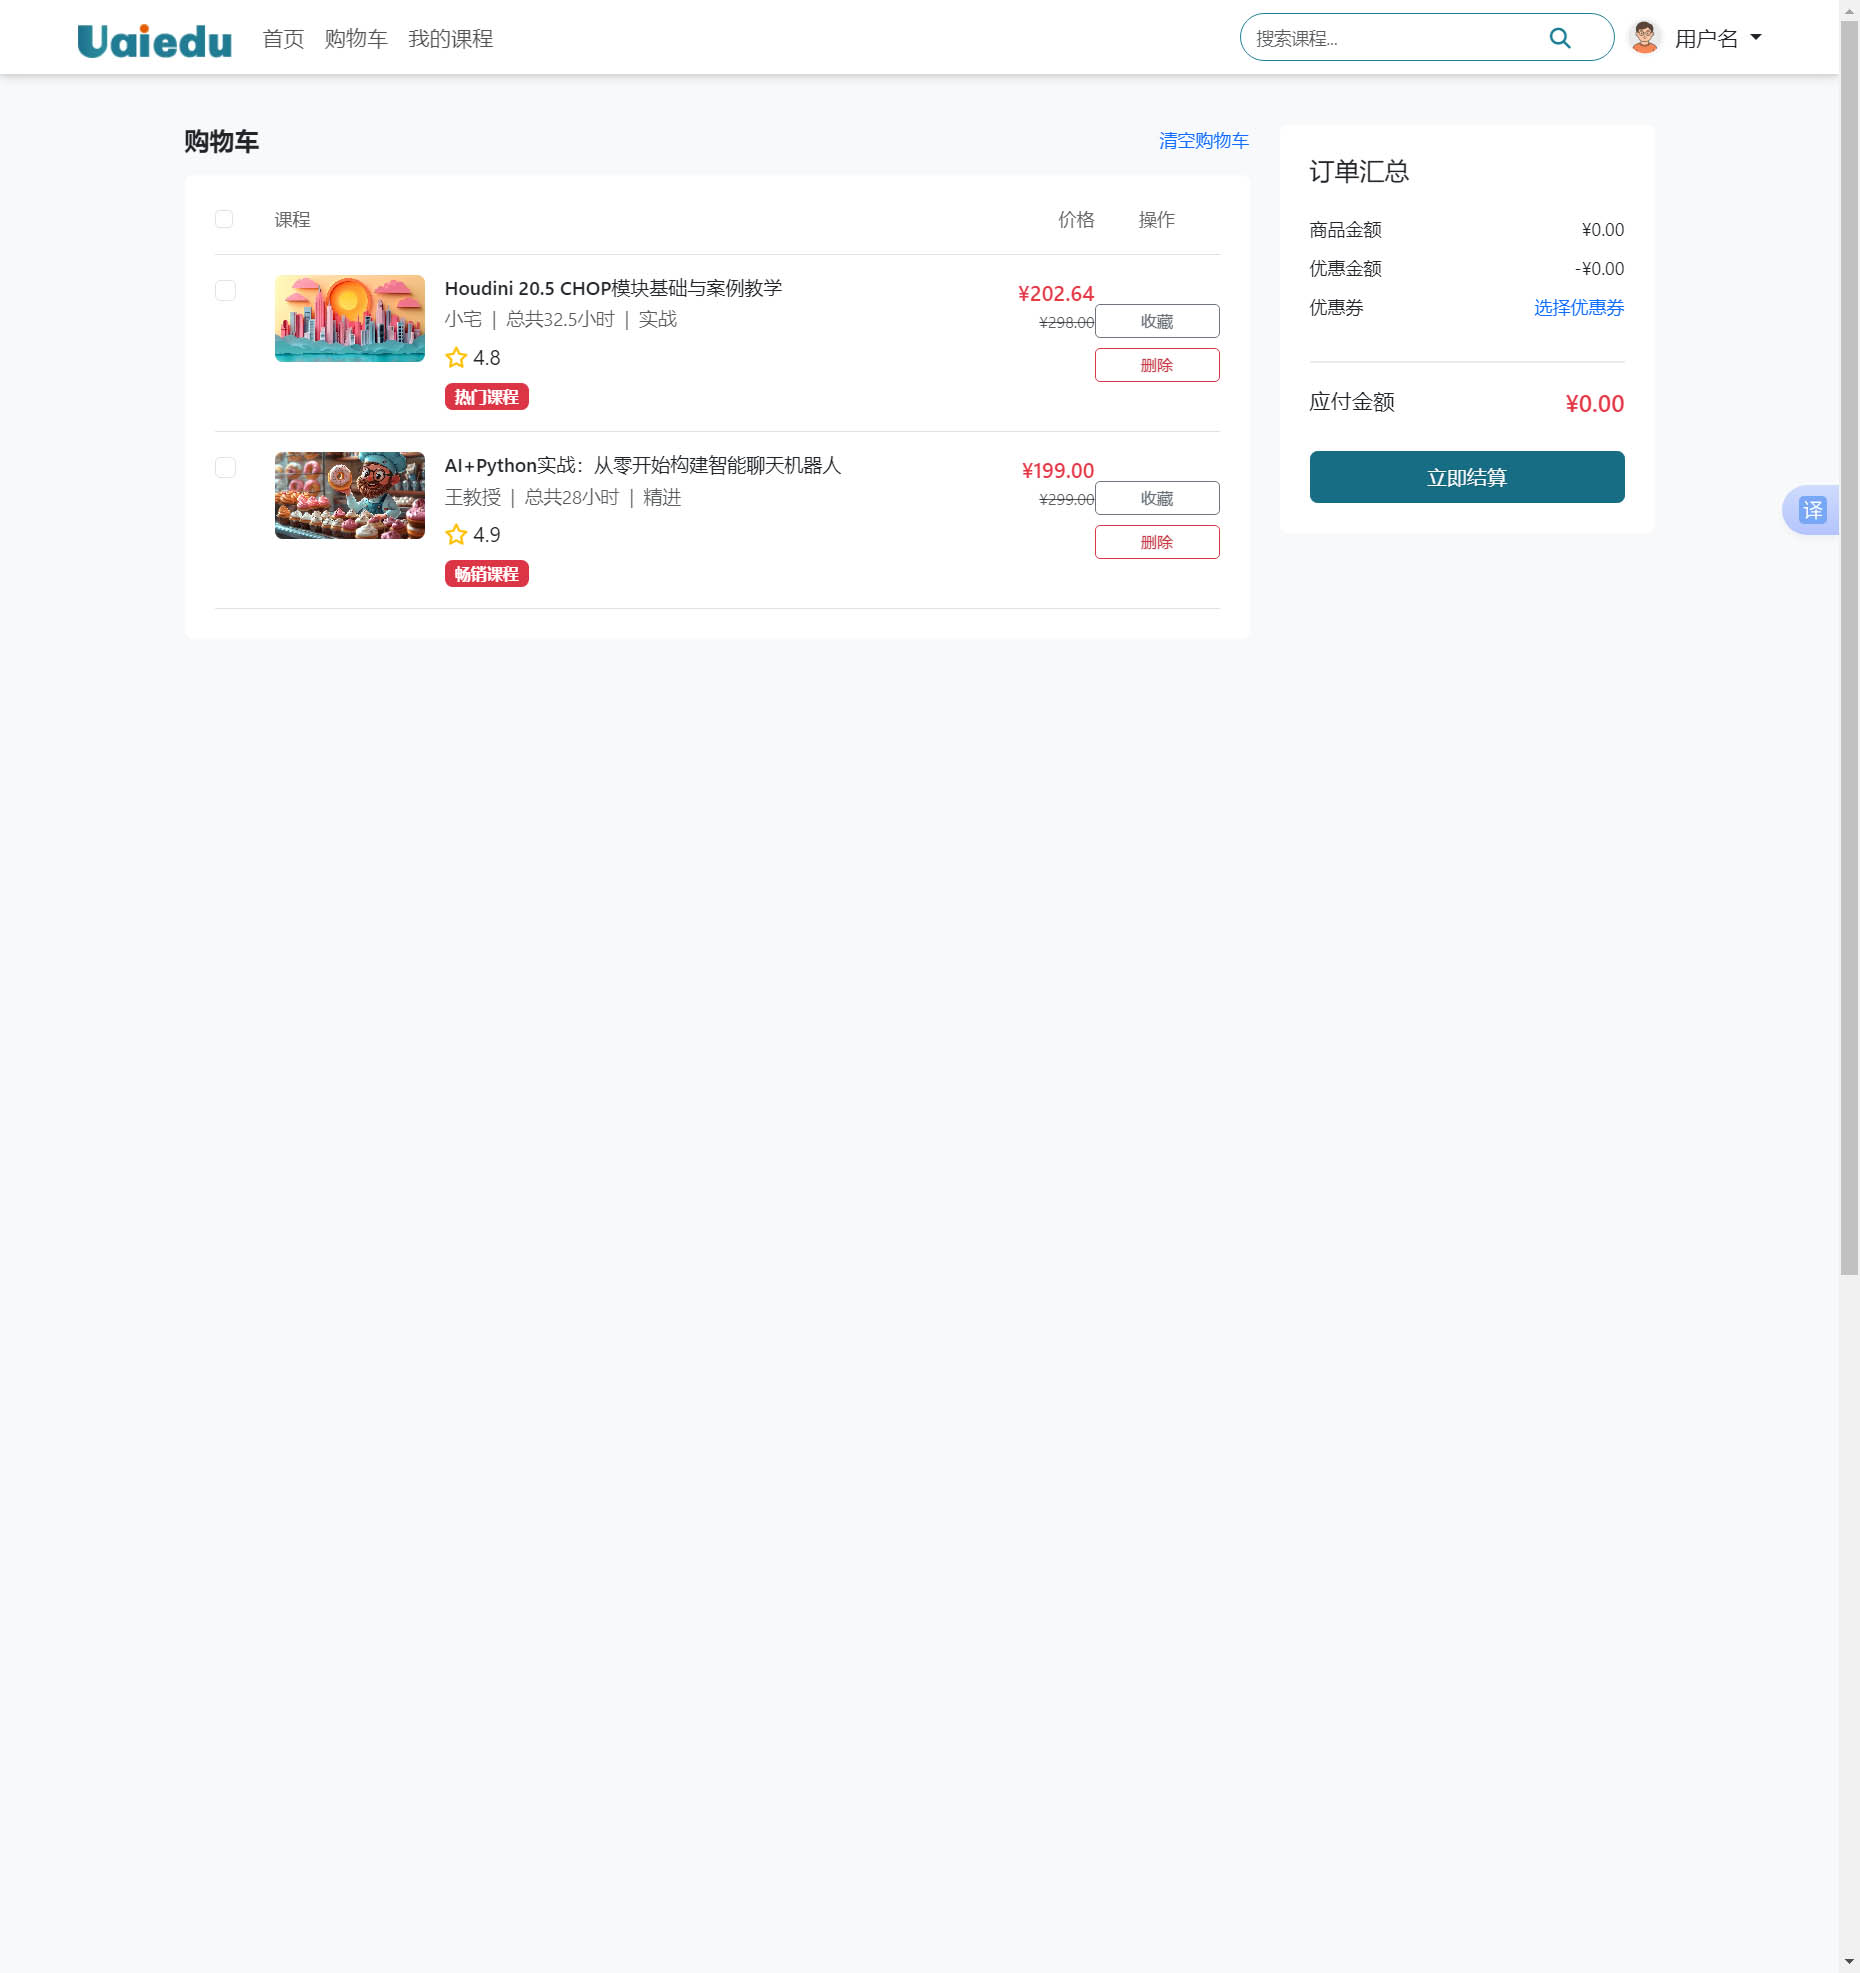 Uaiedu 首页 购物车 我的课程 搜索课程... 用户名
购物车 清空购物车
课程 价格 操作
Houdini 20.5 CHOP模块基础与案例教学 ¥202.64
小宅 | 总共32.5小时 | 实战 ¥298.00 收藏
4.8 删除
热门课程
AI+Python实战：从零开始构建智能聊天机器人 ¥199.00
王教授 | 总共28小时 | 精进 ¥299.00 收藏
4.9 删除
畅销课程
订单汇总
商品金额 ¥0.00
优惠金额 -¥0.00
优惠券 选择优惠券
应付金额 ¥0.00
立即结算
译